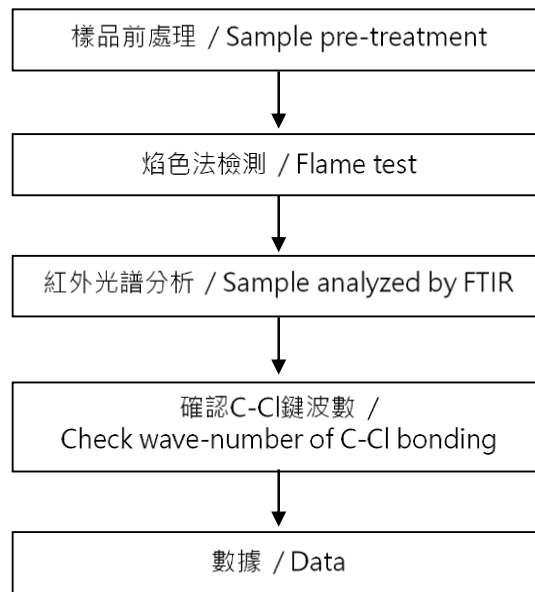 樣品前處理 / Sample pre-treatment
焰色法檢測 / Flame test
紅外光譜分析 / Sample analyzed by FTIR
確認C-Cl鍵波數 /
Check wave-number of C-Cl bonding
數據 / Data